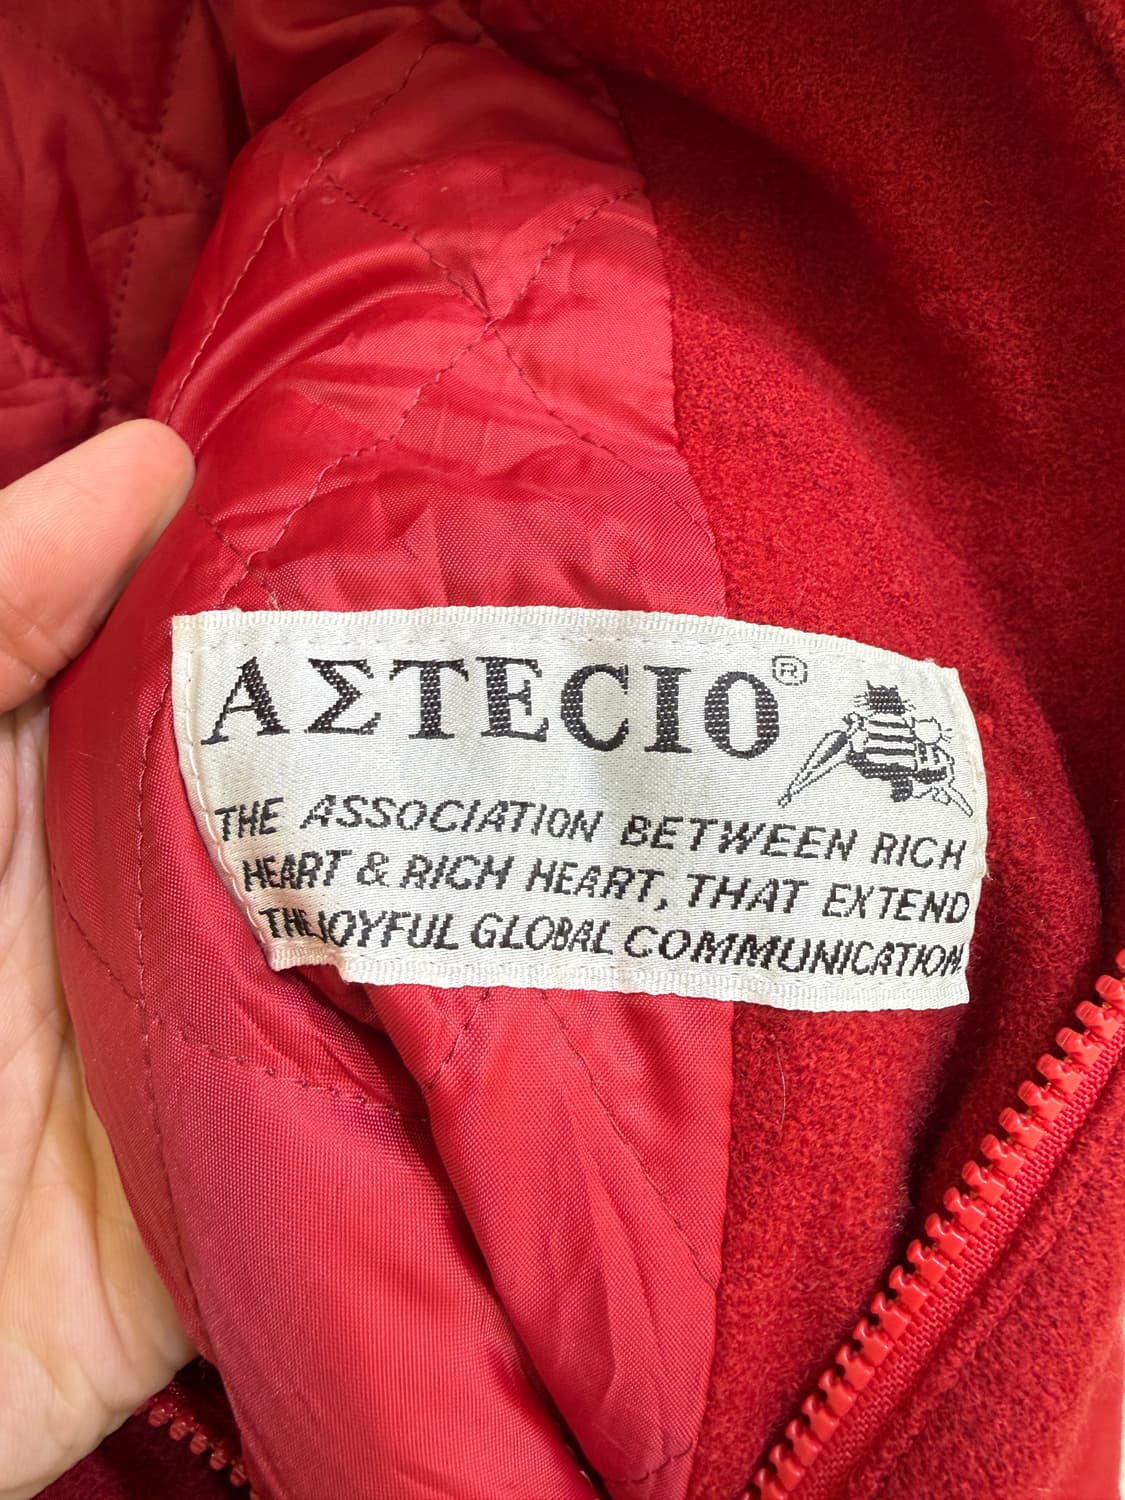 AΣTECIO®
THE ASSOCIATION BETWEEN RICH
HEART & RICH HEART, THAT EXTEND
THE JOYFUL GLOBAL COMMUNICATION.